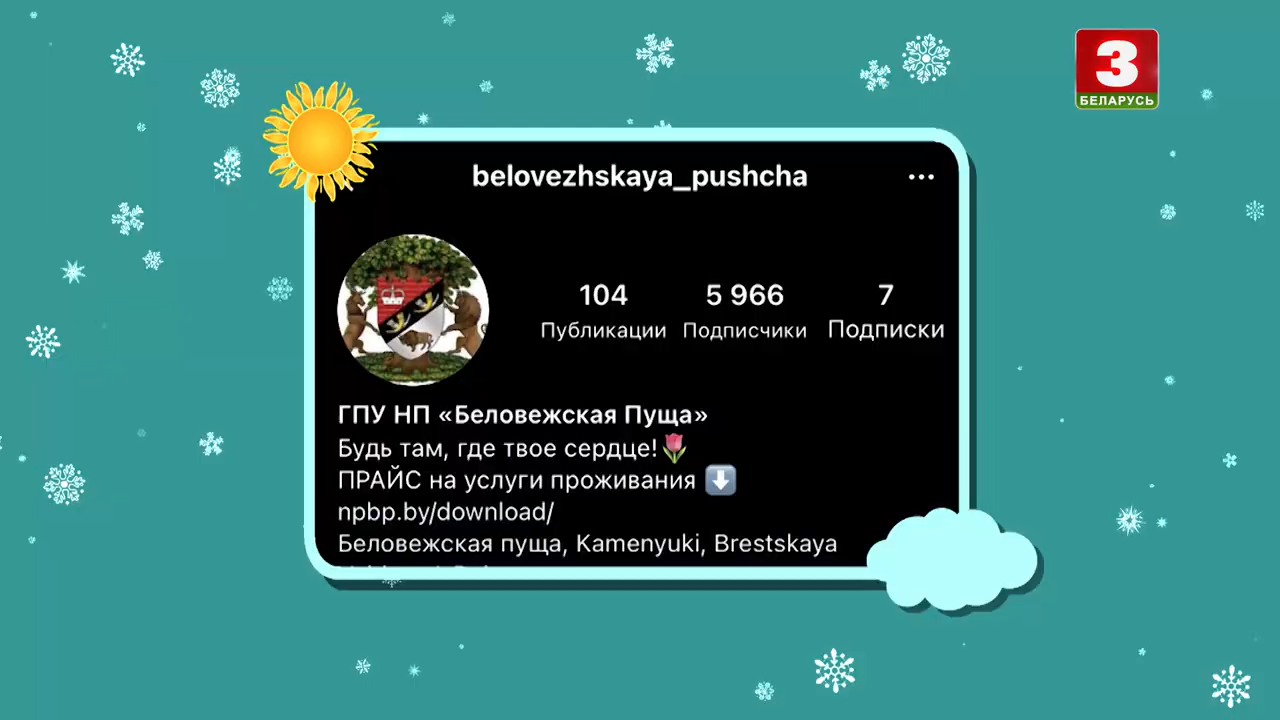 3
БЕЛАРУСЬ
belovezhskaya_pushcha
104 5 966 7
Публикации Подписчики Подписки
ГПУ НП «Беловежская Пуща»
Будь там, где твое сердце!🌷
ПРАЙС на услуги проживания ⬇️
npbp.by/download/
Беловежская пуща, Kamenyuki, Brestskaya